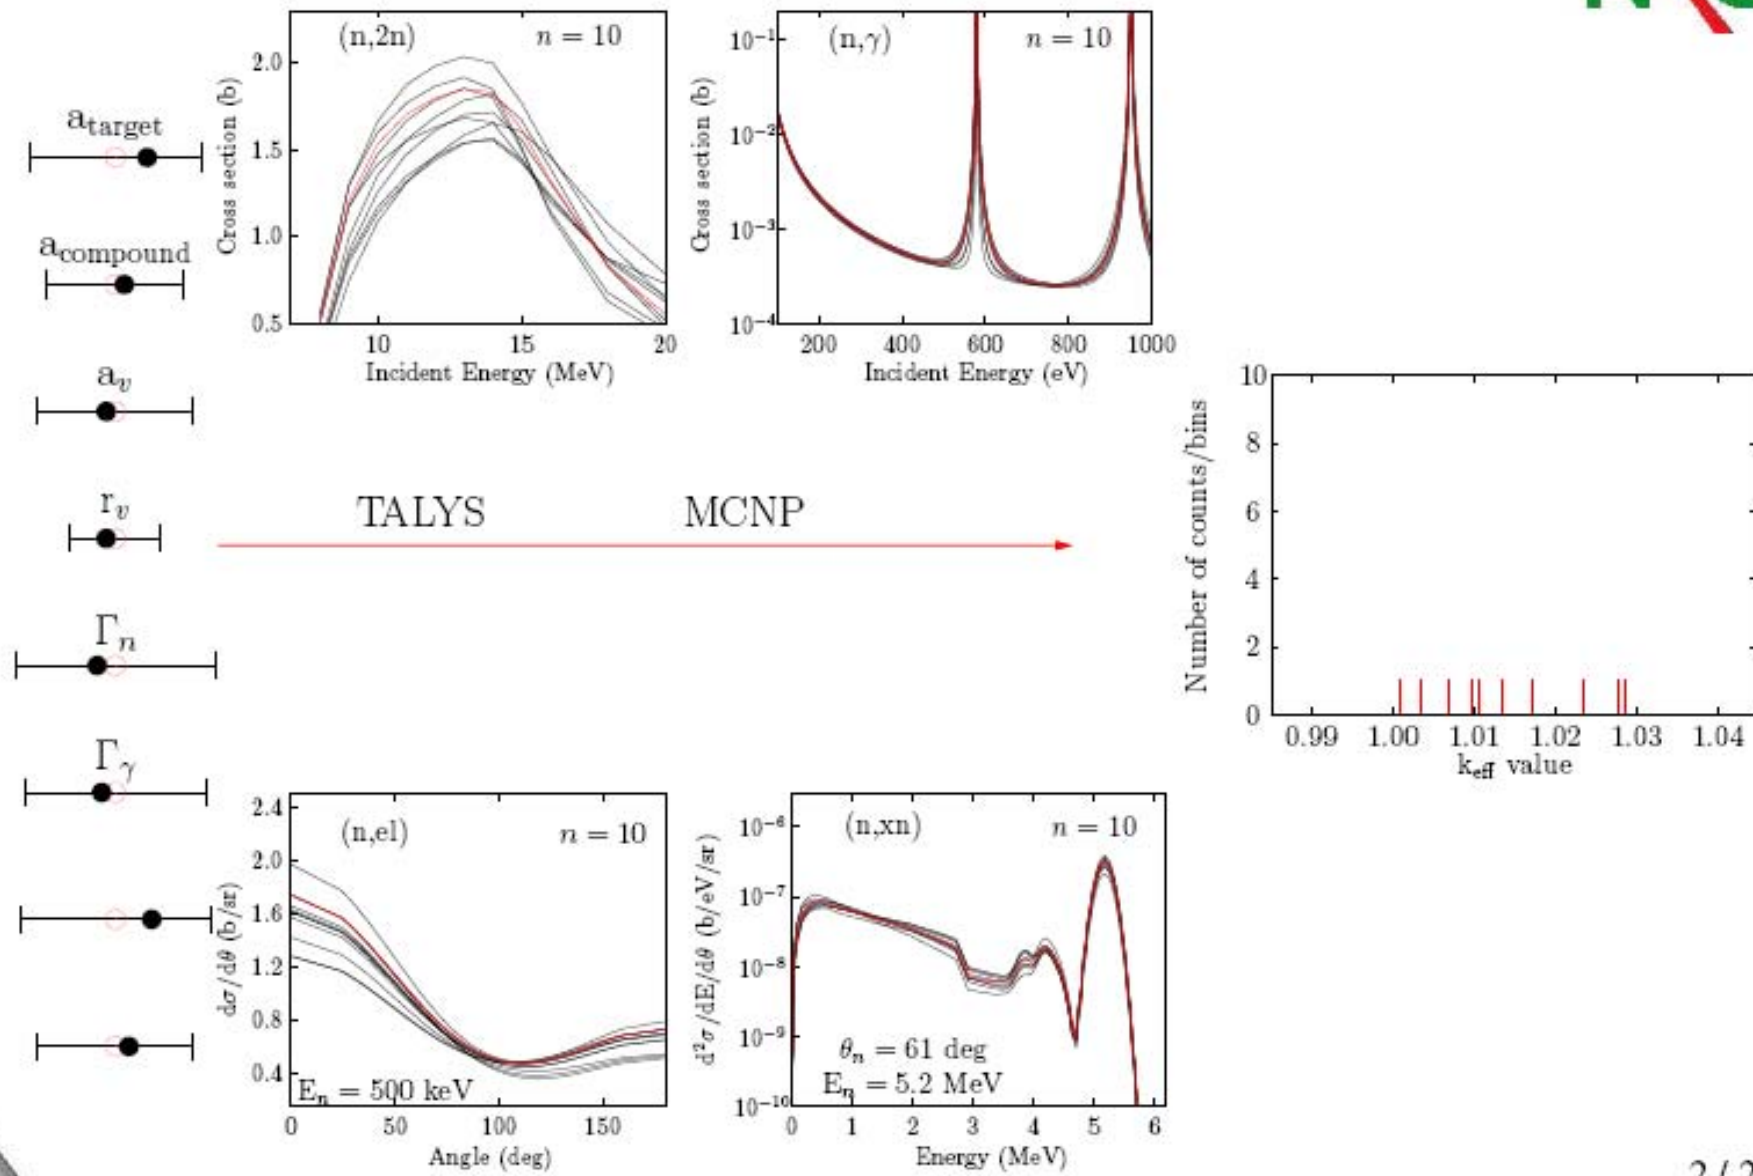 a_target
a_compound
a_v
r_v
Γ_n
Γ_γ
(n,2n) n = 10
Cross section (b)
2.0
1.5
1.0
0.5
10 15 20
Incident Energy (MeV)
(n,γ) n = 10
Cross section (b)
10⁻¹
10⁻²
10⁻³
10⁻⁴
200 400 600 800 1000
Incident Energy (eV)
TALYS MCNP
Number of counts/bins
10
8
6
4
2
0
0.99 1.00 1.01 1.02 1.03 1.04
k_eff value
(n,el) n = 10
dσ/dθ (b/sr)
2.4
2.0
1.6
1.2
0.8
0.4
E_n = 500 keV
0 50 100 150
Angle (deg)
(n,xn) n = 10
d²σ/dE/dθ (b/eV/sr)
10⁻⁶
10⁻⁷
10⁻⁸
10⁻⁹
10⁻¹⁰
θ_n = 61 deg
E_n = 5.2 MeV
0 1 2 3 4 5 6
Energy (MeV)